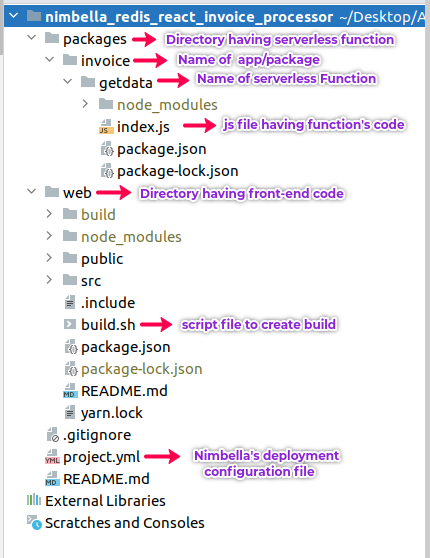 nimbella_redis_react_invoice_processor ~/Desktop/A
packages Directory having serverless function
invoice Name of app/package
getdata Name of serverless Function
node_modules
index.js js file having function's code
package.json
package-lock.json
web Directory having front-end code
build
node_modules
public
src
.include
build.sh script file to create build
package.json
package-lock.json
README.md
yarn.lock
.gitignore
project.yml Nimbella's deployment
configuration file
README.md
External Libraries
Scratches and Consoles